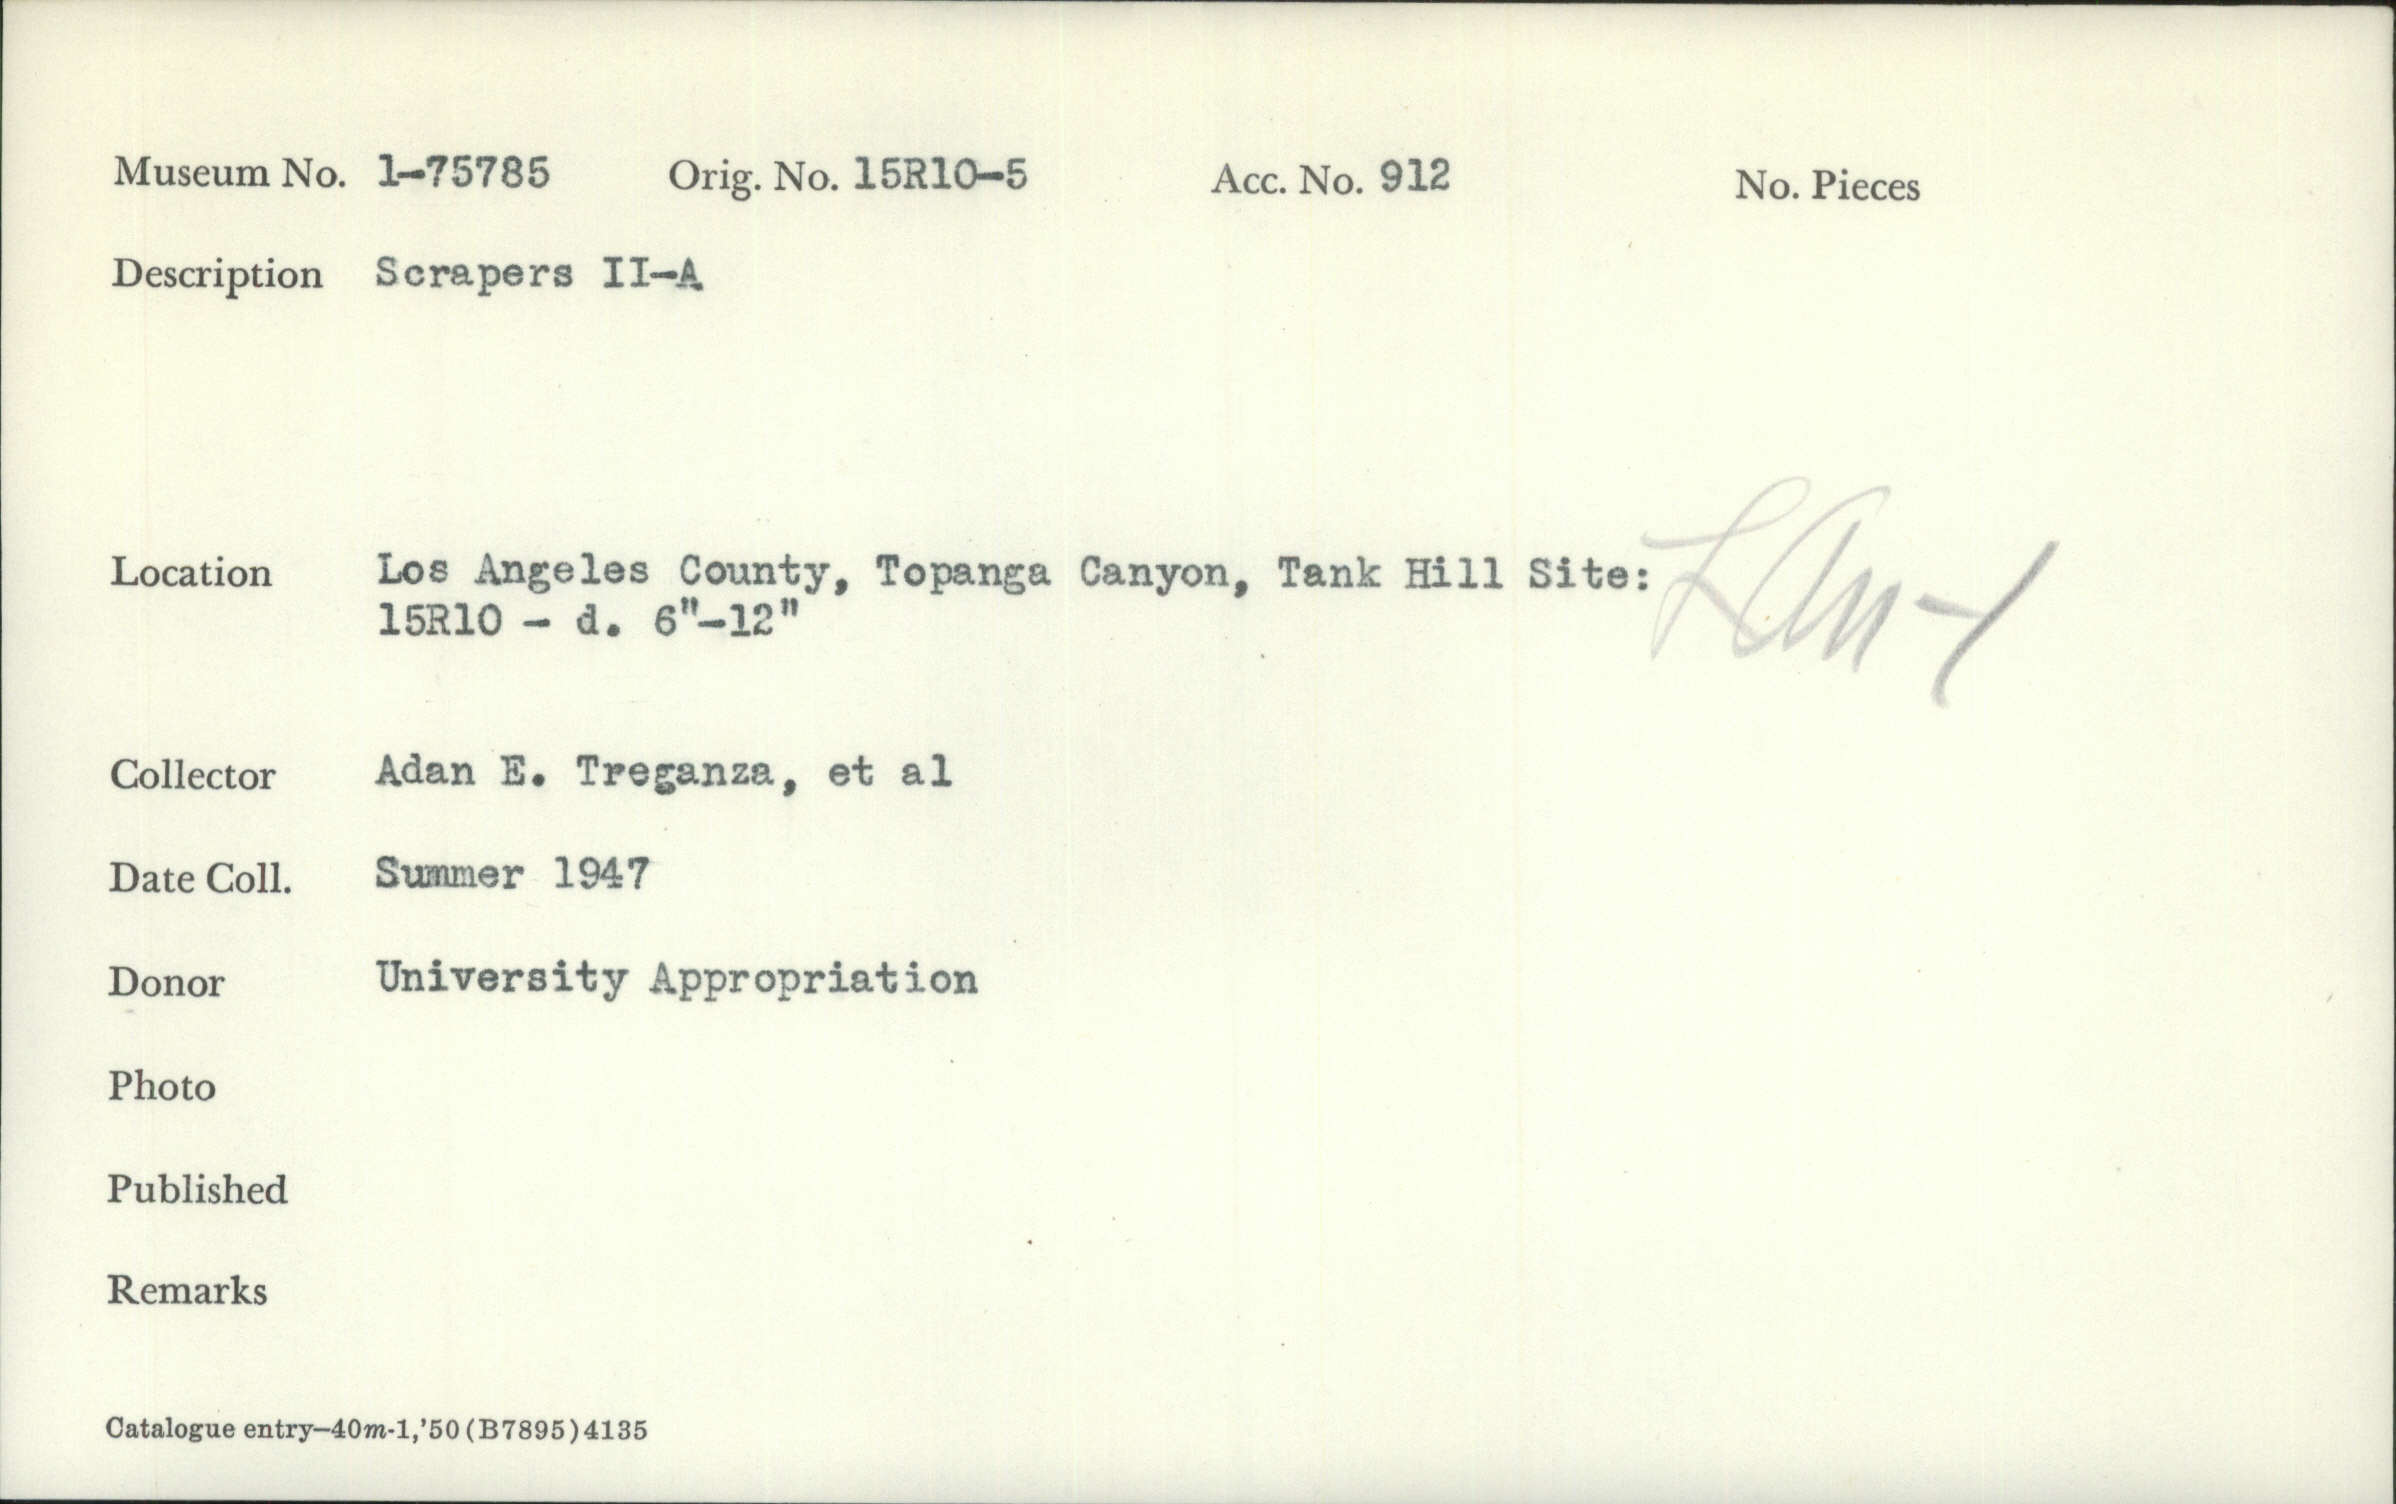 Museum No. 1-75785 Orig. No. 15R10-5 Acc. No. 912 No. Pieces
Description Scrapers II-A
Location Los Angeles County, Topanga Canyon, Tank Hill Site: LAn-1
15R10 - d. 6"-12"
Collector Adan E. Treganza, et al
Date Coll. Summer 1947
Donor University Appropriation
Photo
Published
Remarks
Catalogue entry—40m-1,'50(B7895)4135